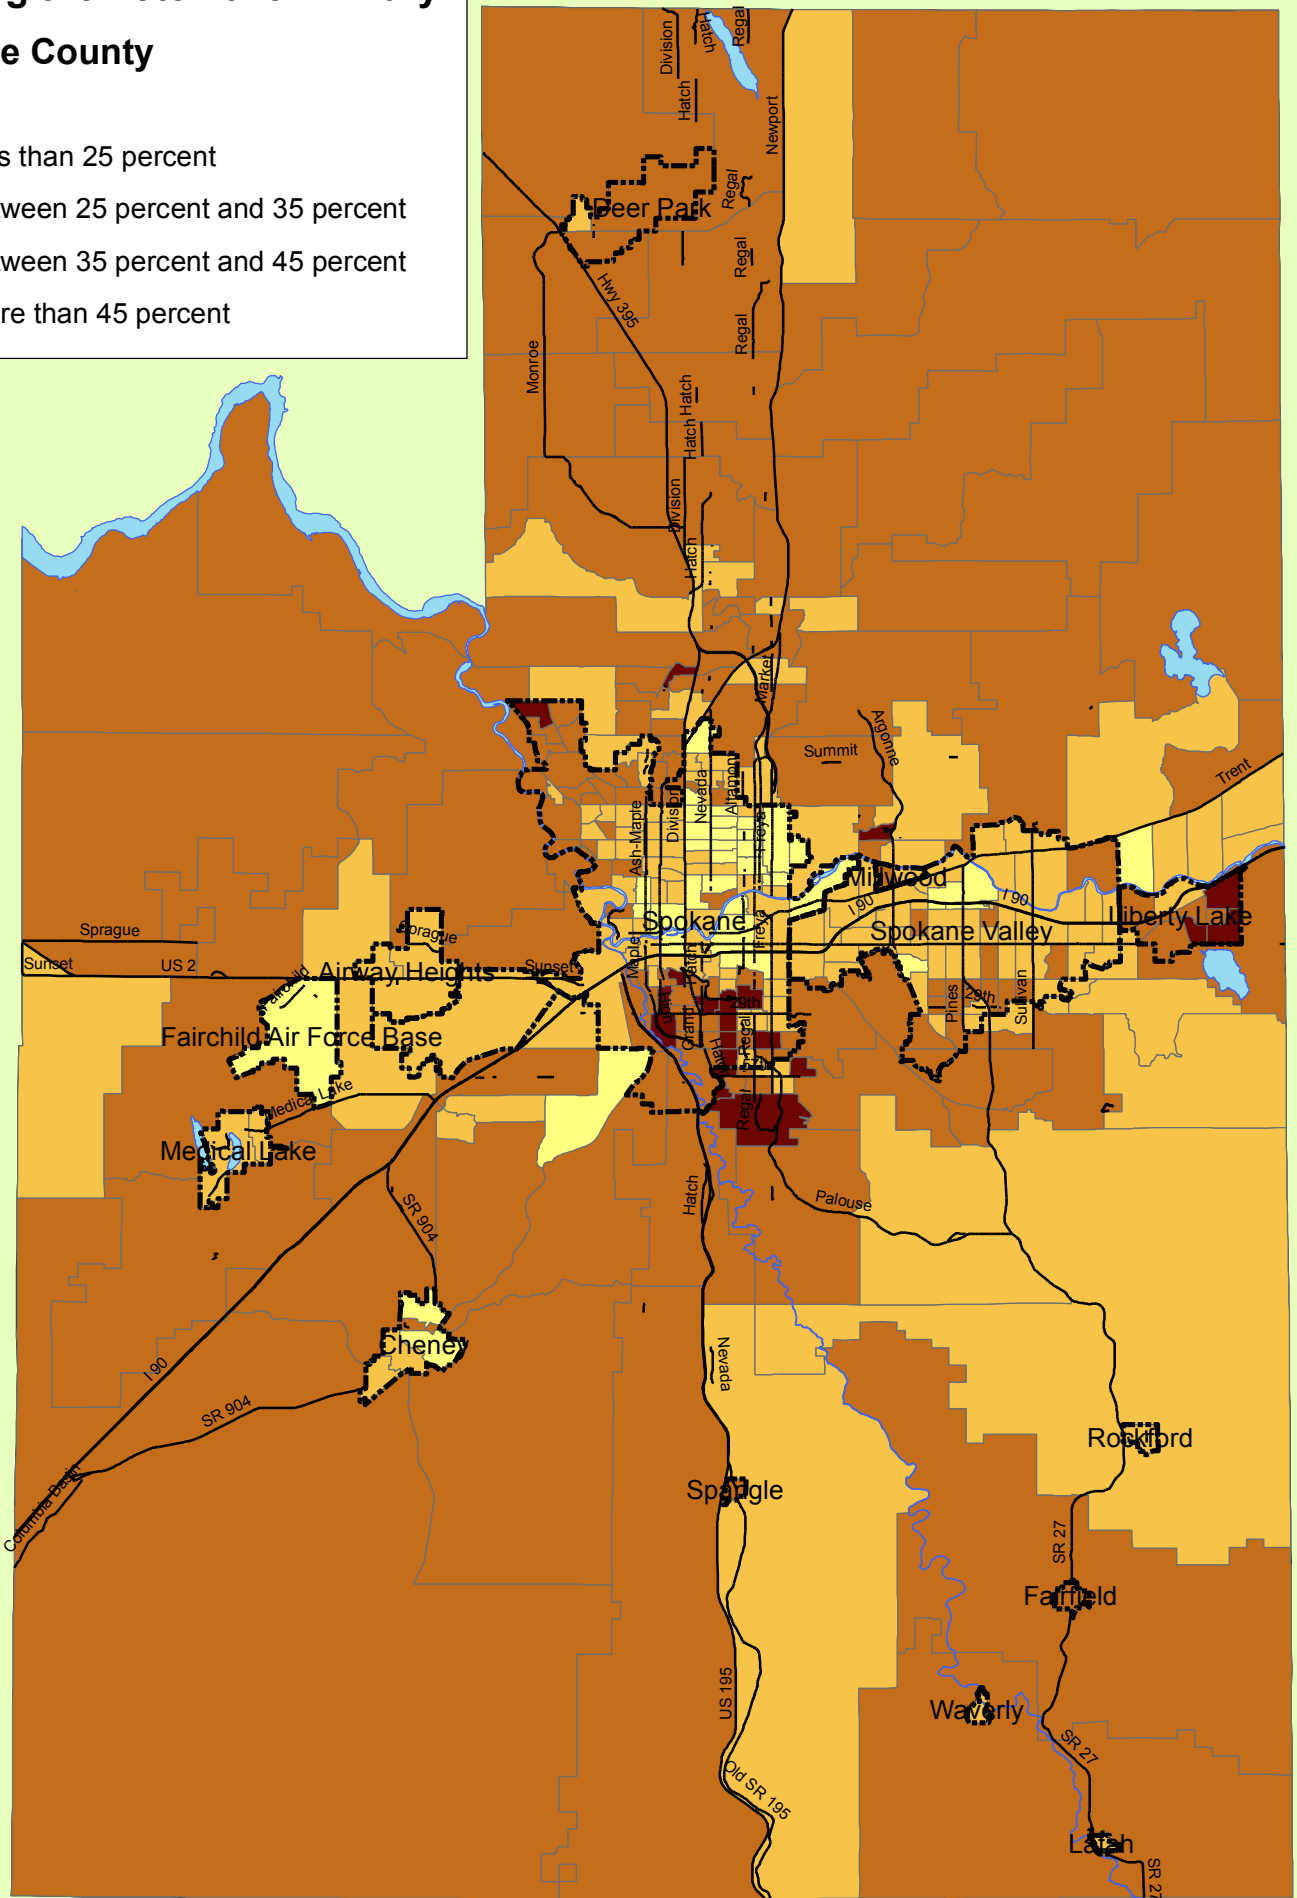 e County
s than 25 percent
ween 25 percent and 35 percent
ween 35 percent and 45 percent
re than 45 percent
Division
Hatch
Regal
Hatch
Newport
Deer Park
Regal
Regal
Hwy 395
Regal
Monroe
Hatch
Hatch
Division
Hatch
Market
Argonne
Summit
Trent
Nevada
Altamont
Ash-Maple
Division
Freya
Millwood
I 90
I 90
Spokane
Spokane Valley
Liberty Lake
Freya
Sprague
Sprague
Sunset
US 2
Airway Heights
Sunset
Maple
Hatch
Fairchild
Fairchild Air Force Base
29th
29th
Pines
Sullivan
Grand
Regal
Hatch
Regal
Medical Lake
Medical Lake
Hatch
Palouse
SR 904
Cheney
I 90
SR 904
Nevada
Rockford
Spangle
Columbia Basin
SR 27
Fairfield
US 195
Waverly
SR 27
Old SR 195
Latah
SR 27